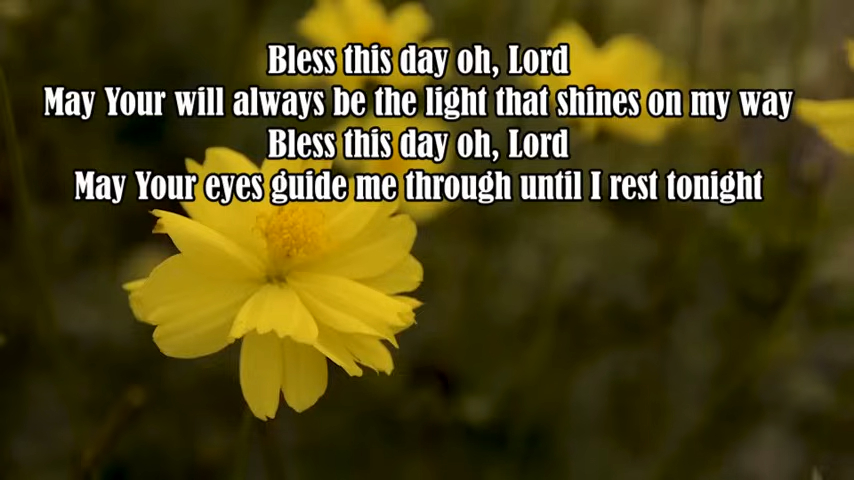 Bless this day oh, Lord
May Your will always be the light that shines on my way
Bless this day oh, Lord
May Your eyes guide me through until I rest tonight